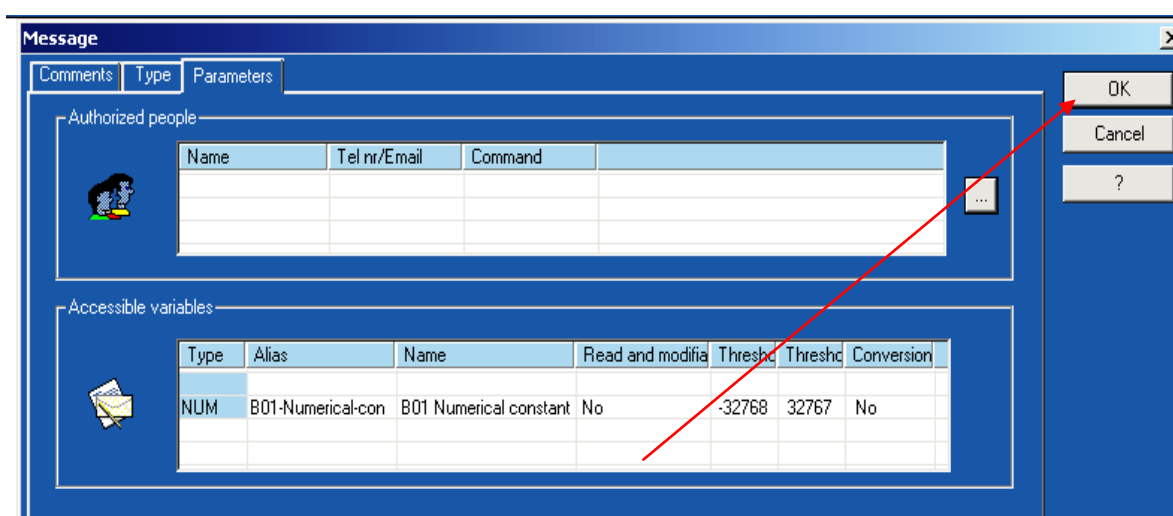 Message
Comments Type Parameters
OK
Authorized people
Cancel
Name Tel nr/Email Command
?
...
Accessible variables
Type Alias Name Read and modifia Thresho Thresho Conversion
NUM B01-Numerical-con B01 Numerical constant No -32768 32767 No